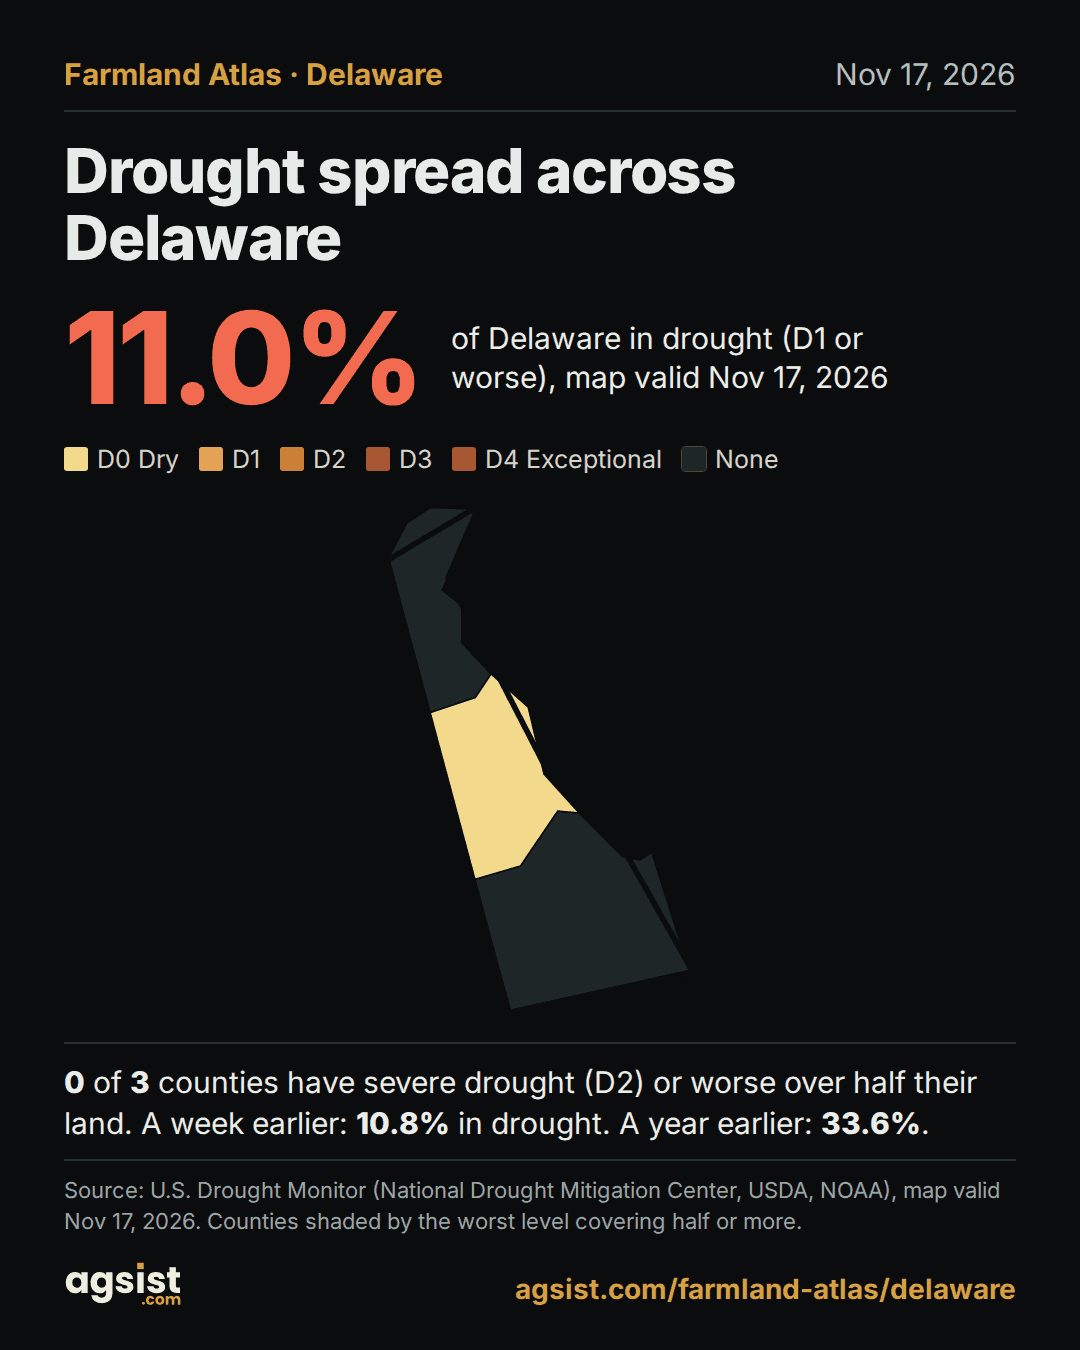 Farmland Atlas · Delaware
Nov 17, 2026
Drought spread across
Delaware
11.0%
of Delaware in drought (D1 or
worse), map valid Nov 17, 2026
D0 Dry D1 D2 D3 D4 Exceptional None
0 of 3 counties have severe drought (D2) or worse over half their
land. A week earlier: 10.8% in drought. A year earlier: 33.6%.
Source: U.S. Drought Monitor (National Drought Mitigation Center, USDA, NOAA), map valid
Nov 17, 2026. Counties shaded by the worst level covering half or more.
agsist
.com
agsist.com/farmland-atlas/delaware